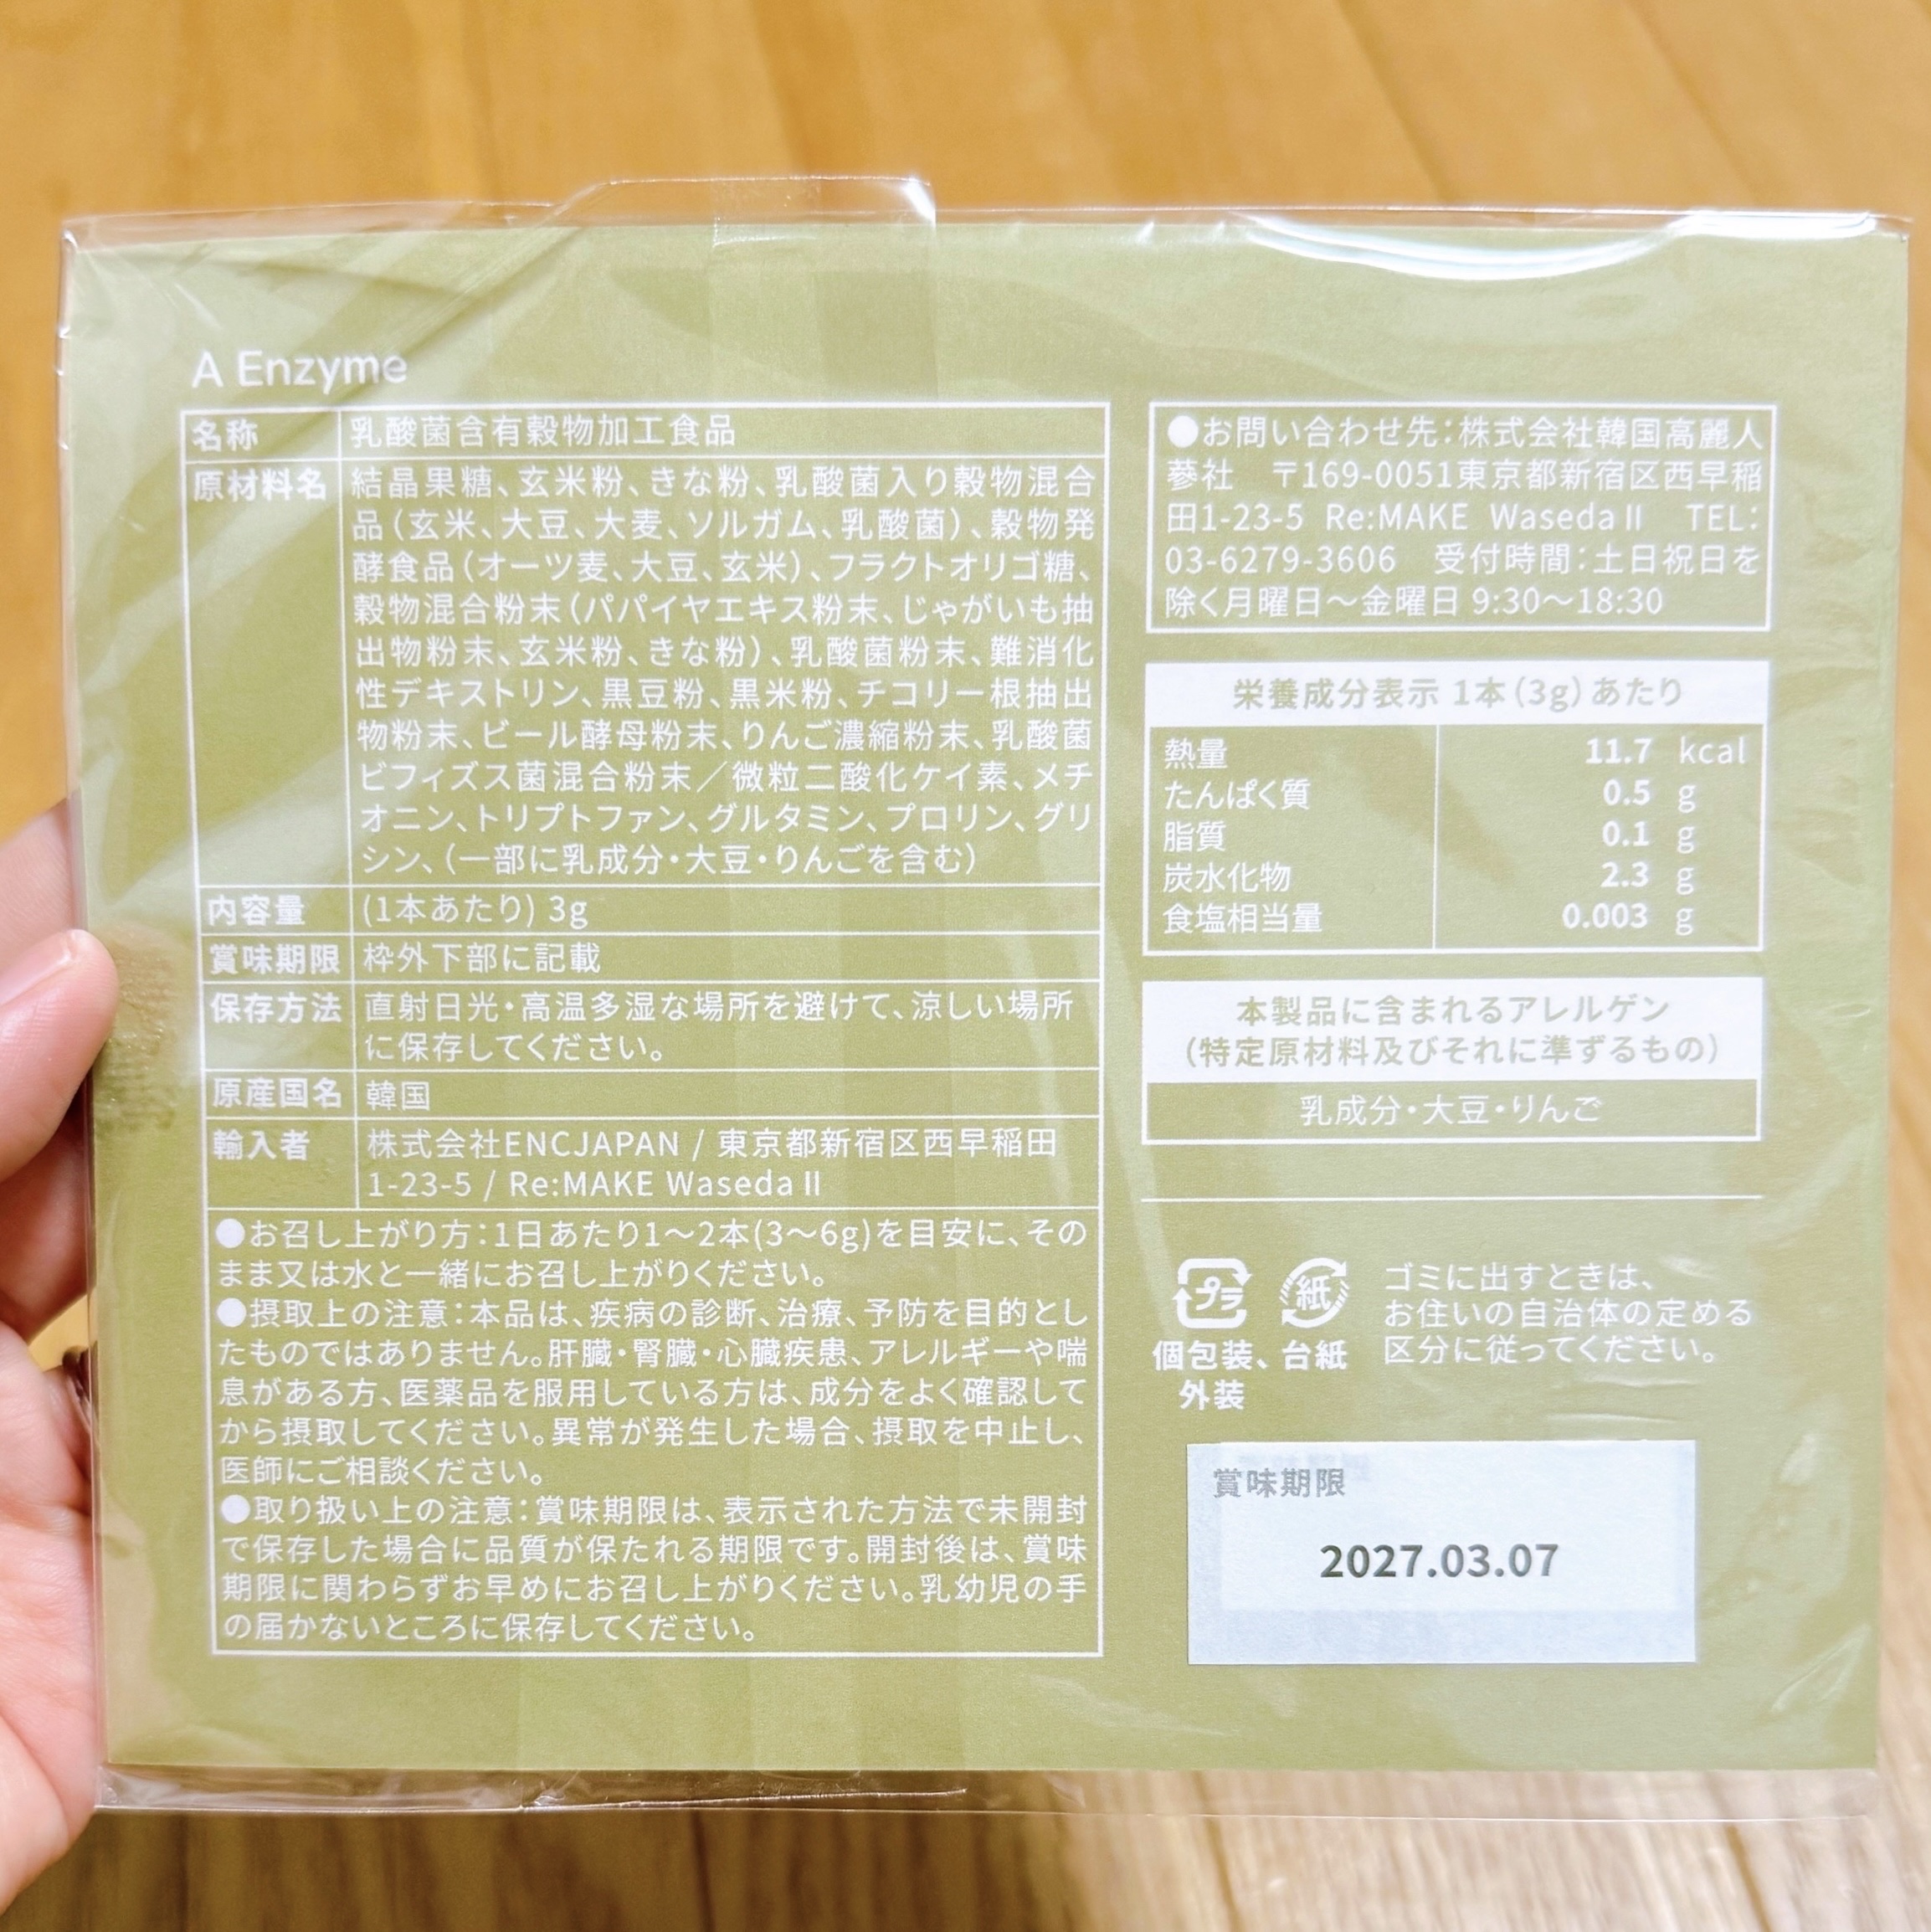 A Enzyme
名称 乳酸菌含有穀物加工食品
原材料名 結晶果糖、玄米粉、きな粉、乳酸菌入り穀物混合
品(玄米、大豆、大麦、ソルガム、乳酸菌)、穀物発
酵食品(オーツ麦、大豆、玄米)、フラクトオリゴ糖、
穀物混合粉末(パパイヤエキス粉末、じゃがいも抽
出物粉末、玄米粉、きな粉)、乳酸菌粉末、難消化
性デキストリン、黒豆粉、黒米粉、チコリー根抽出
物粉末、ビール酵母粉末、りんご濃縮粉末、乳酸菌
ビフィズス菌混合粉末／微粒二酸化ケイ素、メチ
オニン、トリプトファン、グルタミン、プロリン、グリ
シン、(一部に乳成分・大豆・りんごを含む)
内容量 (1本あたり) 3g
賞味期限 枠外下部に記載
保存方法 直射日光・高温多湿な場所を避けて、涼しい場所
に保存してください。
原産国名 韓国
輸入者 株式会社ENCJAPAN / 東京都新宿区西早稲田
1-23-5 / Re:MAKE Waseda II
●お召し上がり方：1日あたり1～2本(3～6g)を目安に、その
まま又は水と一緒にお召し上がりください。
●摂取上の注意：本品は、疾病の診断、治療、予防を目的とし
たものではありません。肝臓・腎臓・心臓疾患、アレルギーや喘
息がある方、医薬品を服用している方は、成分をよく確認して
から摂取してください。異常が発生した場合、摂取を中止し、
医師にご相談ください。
●取り扱い上の注意：賞味期限は、表示された方法で未開封
で保存した場合に品質が保たれる期限です。開封後は、賞味
期限に関わらずお早めにお召し上がりください。乳幼児の手
の届かないところに保存してください。
●お問い合わせ先：株式会社韓国高麗人
蔘社 〒169-0051東京都新宿区西早稲
田1-23-5 Re:MAKE Waseda II TEL：
03-6279-3606 受付時間：土日祝日を
除く月曜日～金曜日 9:30～18:30
栄養成分表示 1本(3g)あたり
熱量 11.7 kcal
たんぱく質 0.5 g
脂質 0.1 g
炭水化物 2.3 g
食塩相当量 0.003 g
本製品に含まれるアレルゲン
(特定原材料及びそれに準ずるもの)
乳成分・大豆・りんご
プラ 紙
個包装、台紙
外装
ゴミに出すときは、
お住いの自治体の定める
区分に従ってください。
賞味期限
2027.03.07